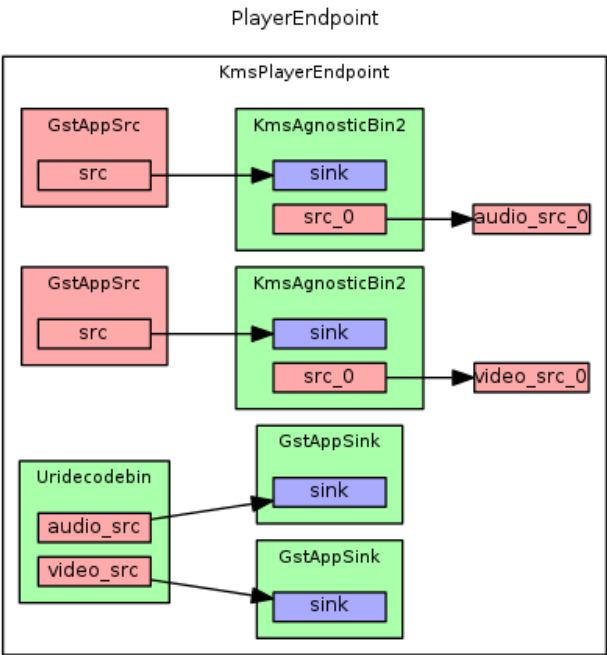 PlayerEndpoint
KmsPlayerEndpoint
GstAppSrc
src
KmsAgnosticBin2
sink
src_0
audio_src_0
GstAppSrc
src
KmsAgnosticBin2
sink
src_0
video_src_0
Uridecodebin
audio_src
video_src
GstAppSink
sink
GstAppSink
sink